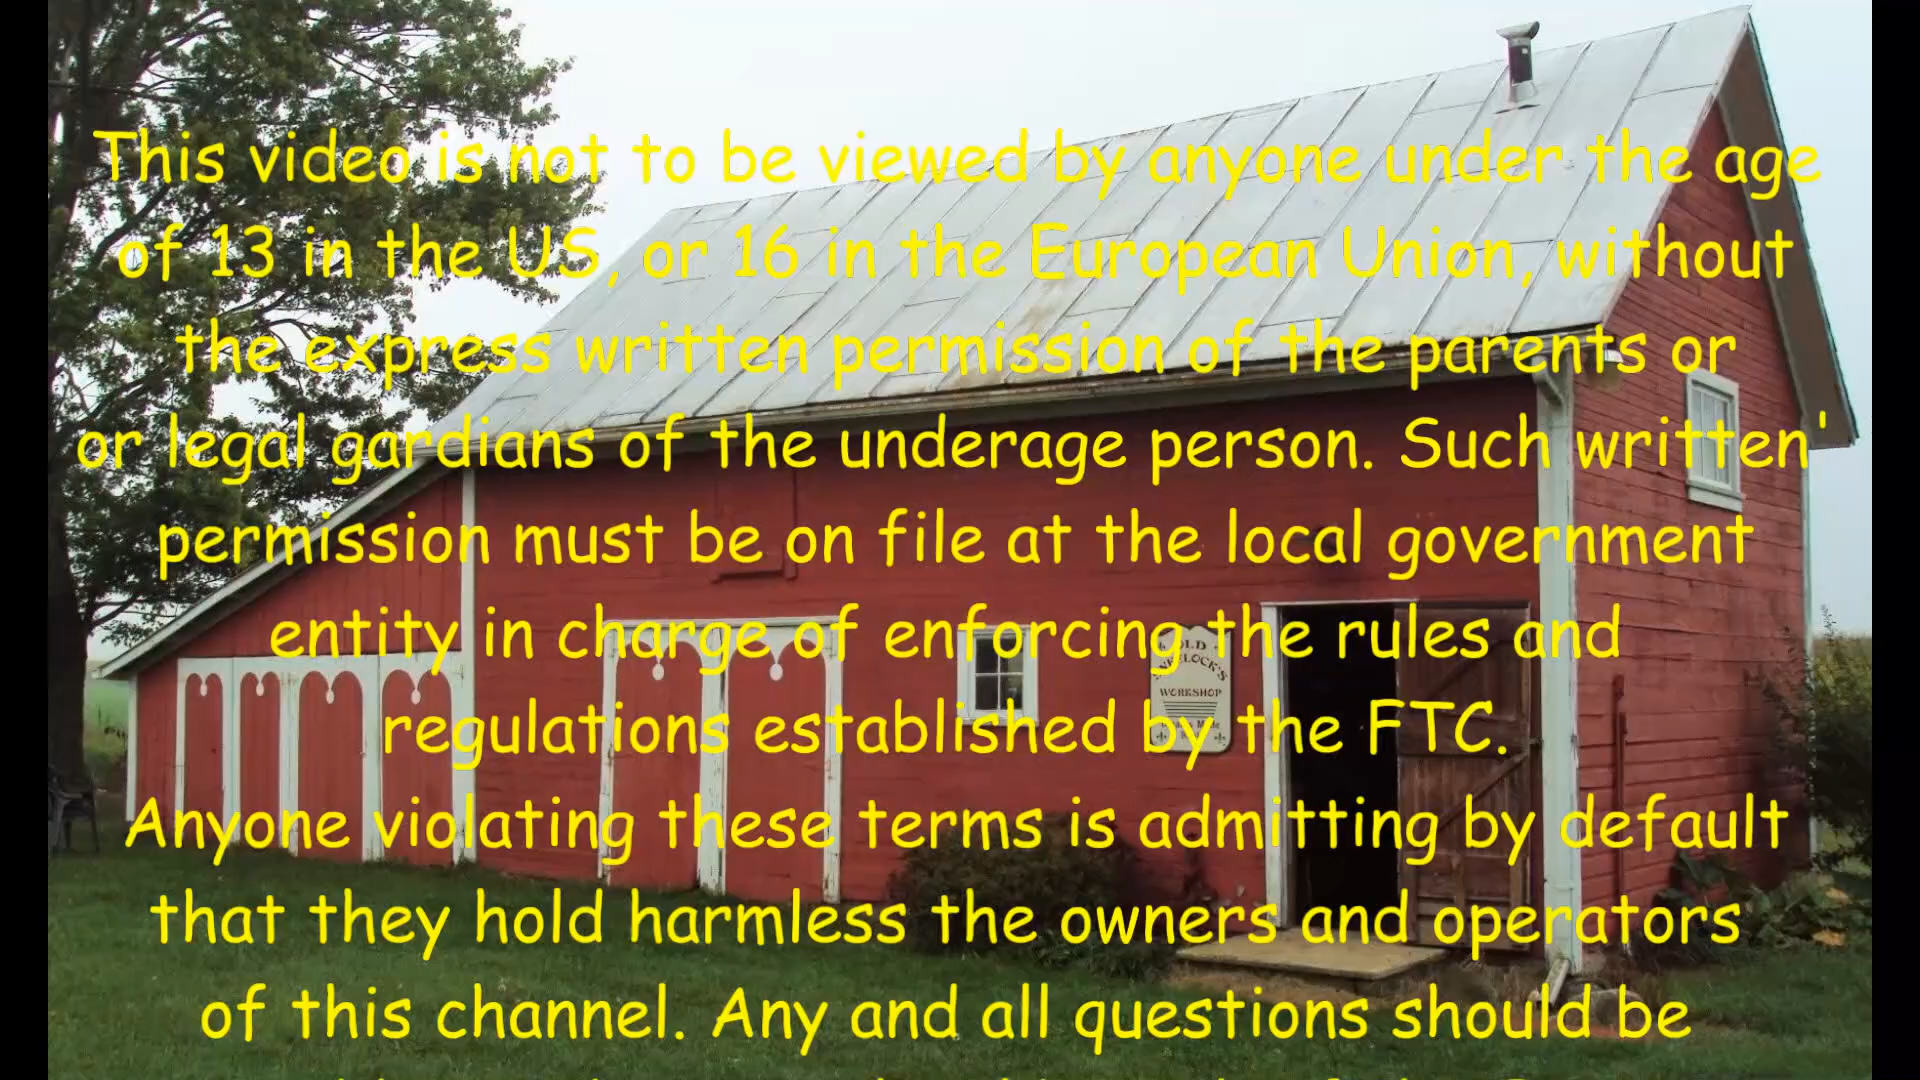 This video is not to be viewed by anyone under the age
of 13 in the US, or 16 in the European Union, without
the express written permission of the parents or
or legal gardians of the underage person. Such written'
permission must be on file at the local government
entity in charge of enforcing the rules and
regulations established by the FTC.
Anyone violating these terms is admitting by default
that they hold harmless the owners and operators
of this channel. Any and all questions should be
WORKSHOP